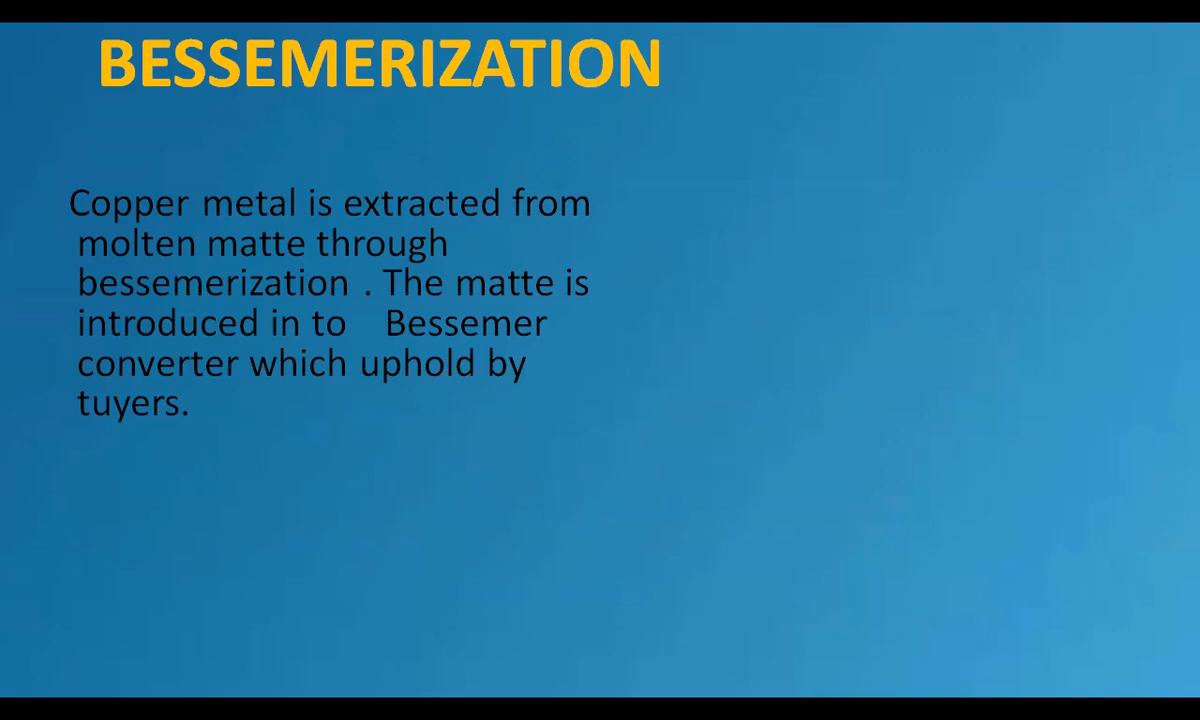 BESSEMERIZATION
Copper metal is extracted from
molten matte through
bessemerization . The matte is
introduced in to    Bessemer
converter which uphold by
tuyers.